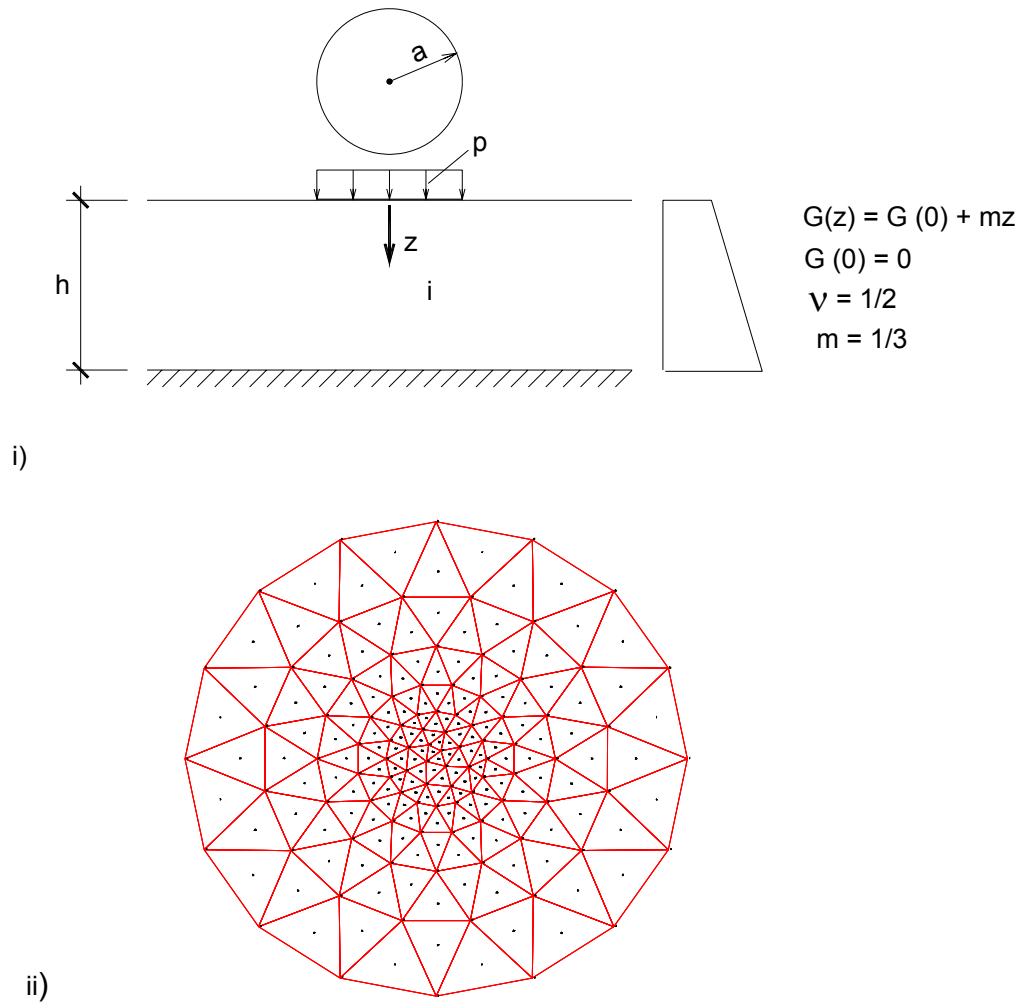 a
p
G(z) = G (0) + mz
z
G (0) = 0
h
i
ν = 1/2
m = 1/3
i)
ii)